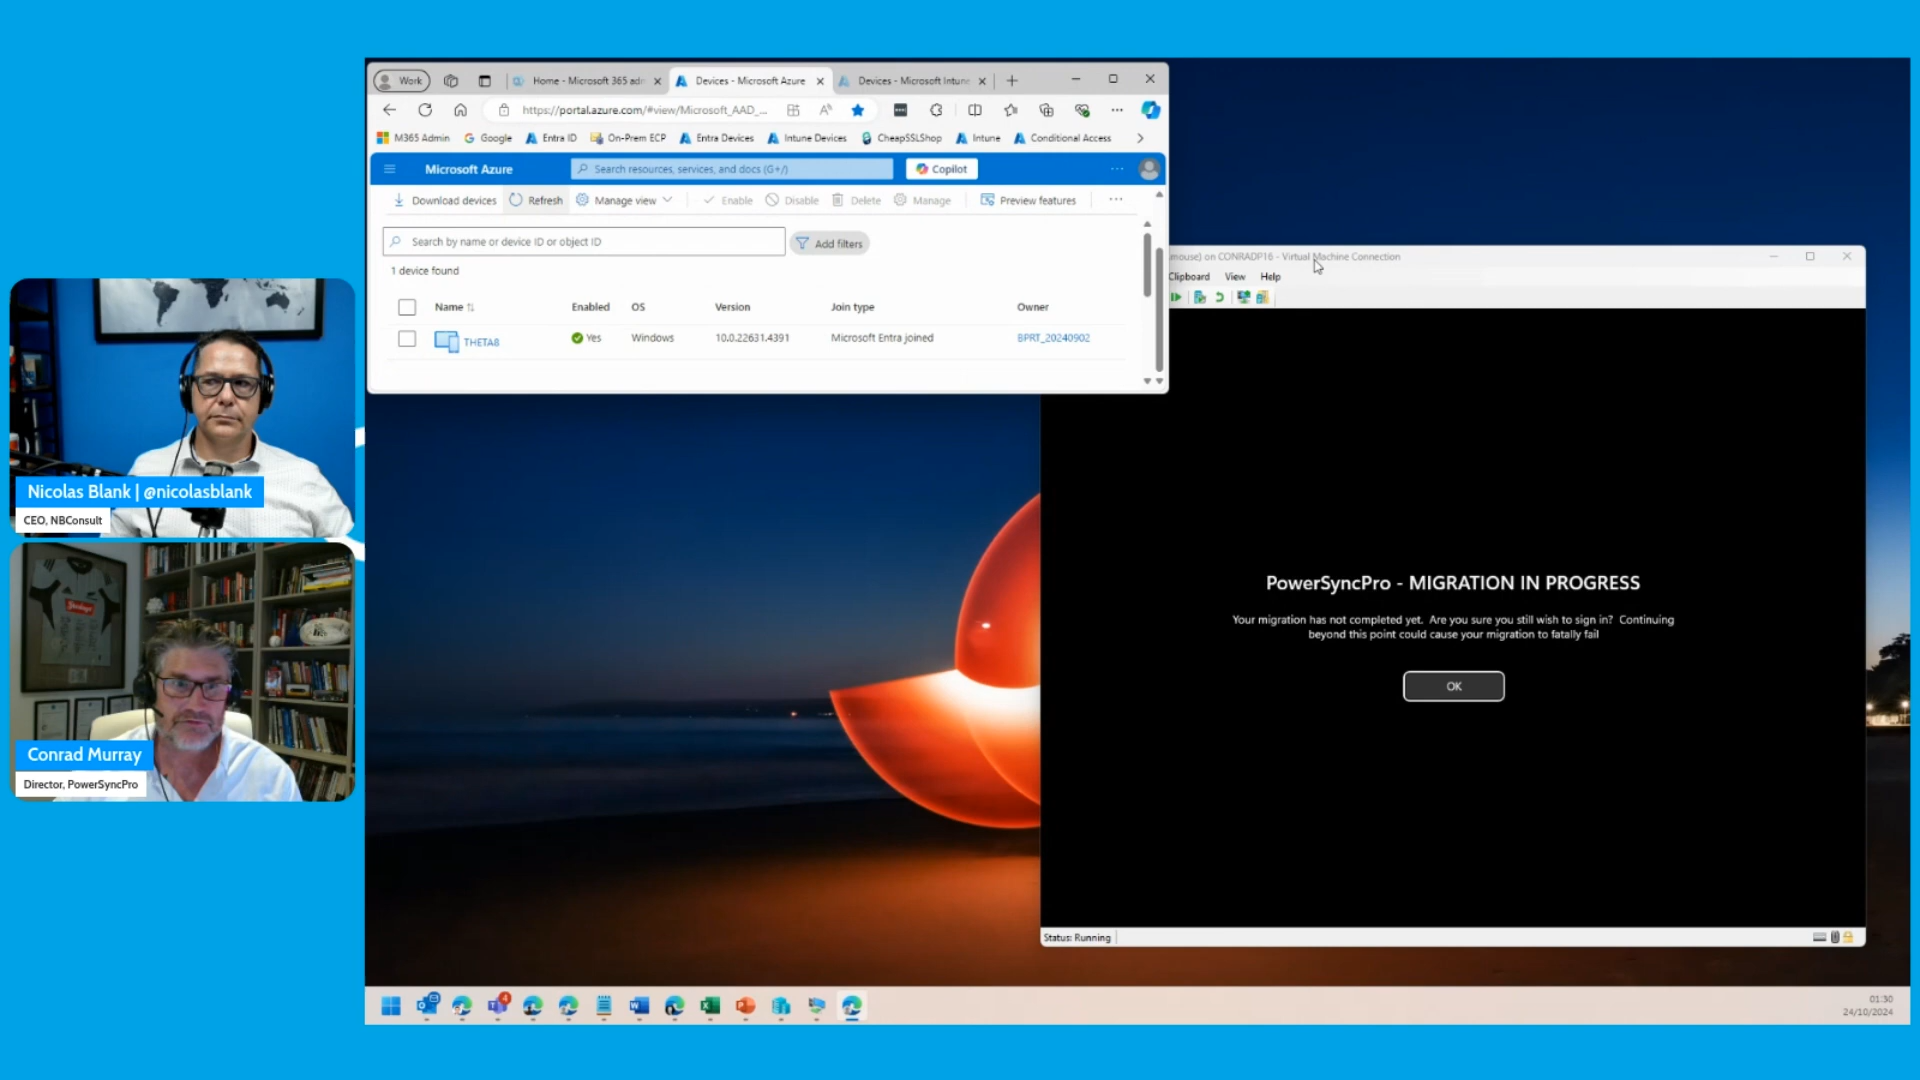 Work
Home - Microsoft 365 adn
Devices - Microsoft Azure
Devices - Microsoft Intune
https://portal.azure.com/#view/Microsoft_AAD_...
M365 Admin
Google
Entra ID
On-Prem ECP
Entra Devices
Intune Devices
CheapSSLShop
Intune
Conditional Access
Microsoft Azure
Search resources, services, and docs (G+/)
Copilot
Download devices
Refresh
Manage view
Enable
Disable
Delete
Manage
Preview features
Search by name or device ID or object ID
Add filters
1 device found
Name Enabled OS Version Join type Owner
THETA8 Yes Windows 10.0.22631.4391 Microsoft Entra joined BPRT_20240902
mouse) on CONRADP16 - Virtual Machine Connection
Clipboard View Help
PowerSyncPro - MIGRATION IN PROGRESS
Your migration has not completed yet. Are you sure you still wish to sign in? Continuing
beyond this point could cause your migration to fatally fail
OK
Status: Running
Nicolas Blank | @nicolasblank
CEO, NBConsult
Conrad Murray
Director, PowerSyncPro
4
01:30
24/10/2024